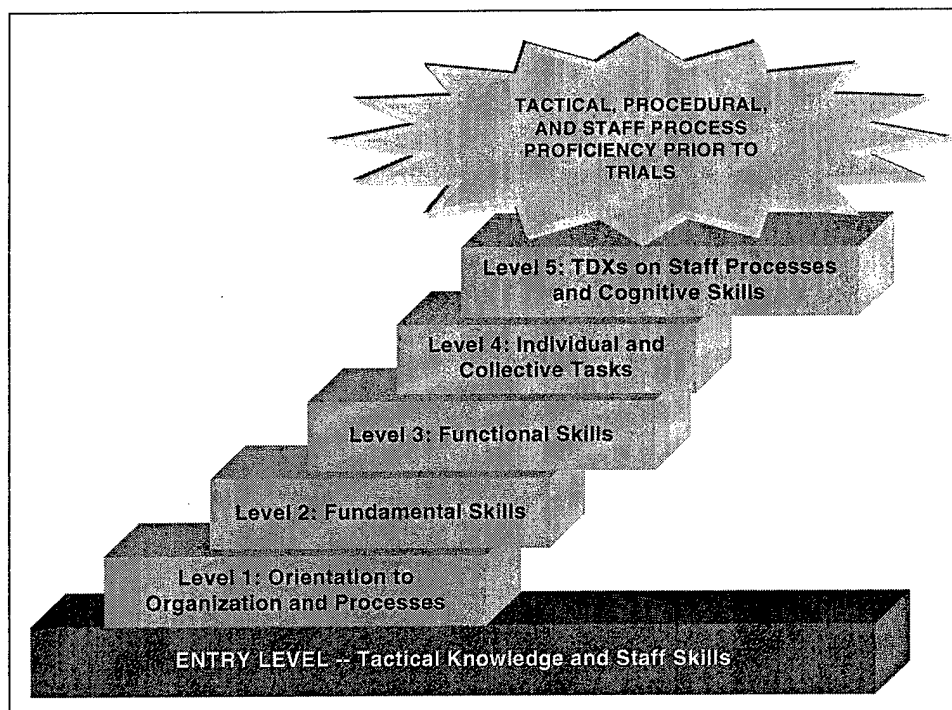 TACTICAL, PROCEDURAL,
AND STAFF PROCESS
PROFICIENCY PRIOR TO
TRIALS
Level 5: TDXs on Staff Processes
and Cognitive Skills
Level 4: Individual and
Collective Tasks
Level 3: Functional Skills
Level 2: Fundamental Skills
Level 1: Orientation to
Organization and Processes
ENTRY LEVEL -- Tactical Knowledge and Staff Skills